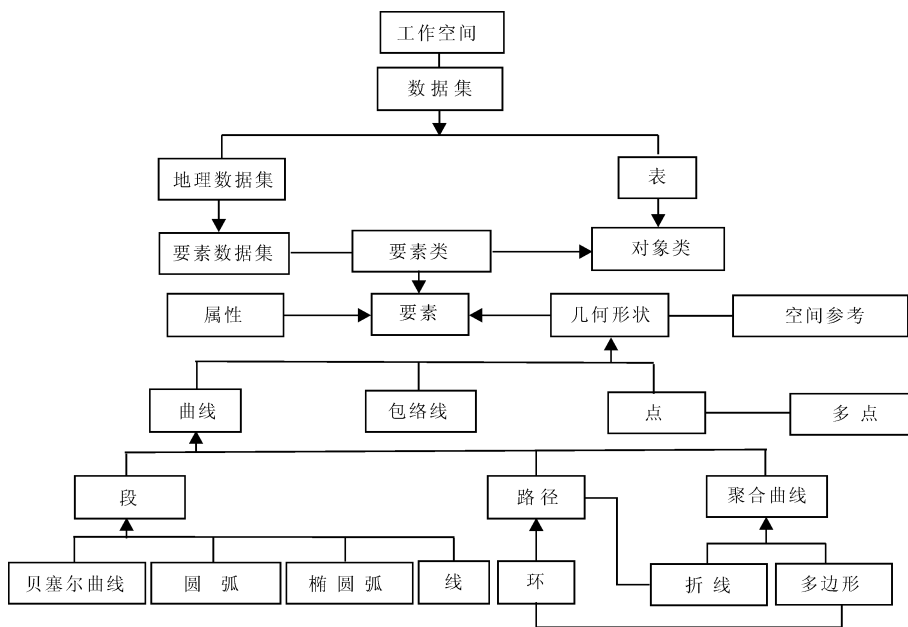 工作空间
数据集
地理数据集
表
要素数据集
要素类
对象类
属性
要素
几何形状
空间参考
曲线
包络线
点
多 点
段
路径
聚合曲线
贝塞尔曲线
圆 弧
椭 圆 弧
线
环
折 线
多边形